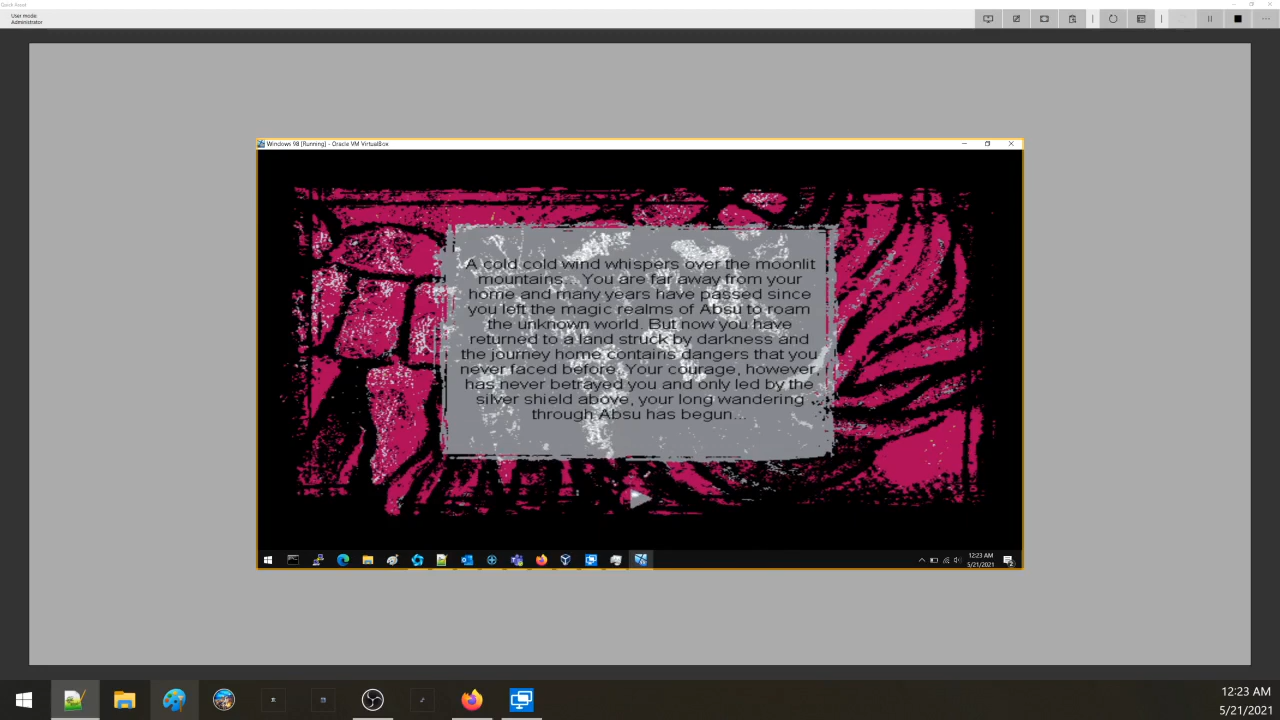 Quick Assist
User mode:
Administrator
Windows 98 [Running] - Oracle VM VirtualBox
A cold cold wind whispers over the moonlit
mountains... You are far away from your
home and many years have passed since
you left the magic realms of Absu to roam
the unknown world. But now you have
returned to a land struck by darkness and
the journey home contains dangers that you
never faced before. Your courage, however,
has never betrayed you and only led by the
silver shield above, your long wandering
through Absu has begun...
12:23 AM
5/21/2021
12:23 AM
5/21/2021